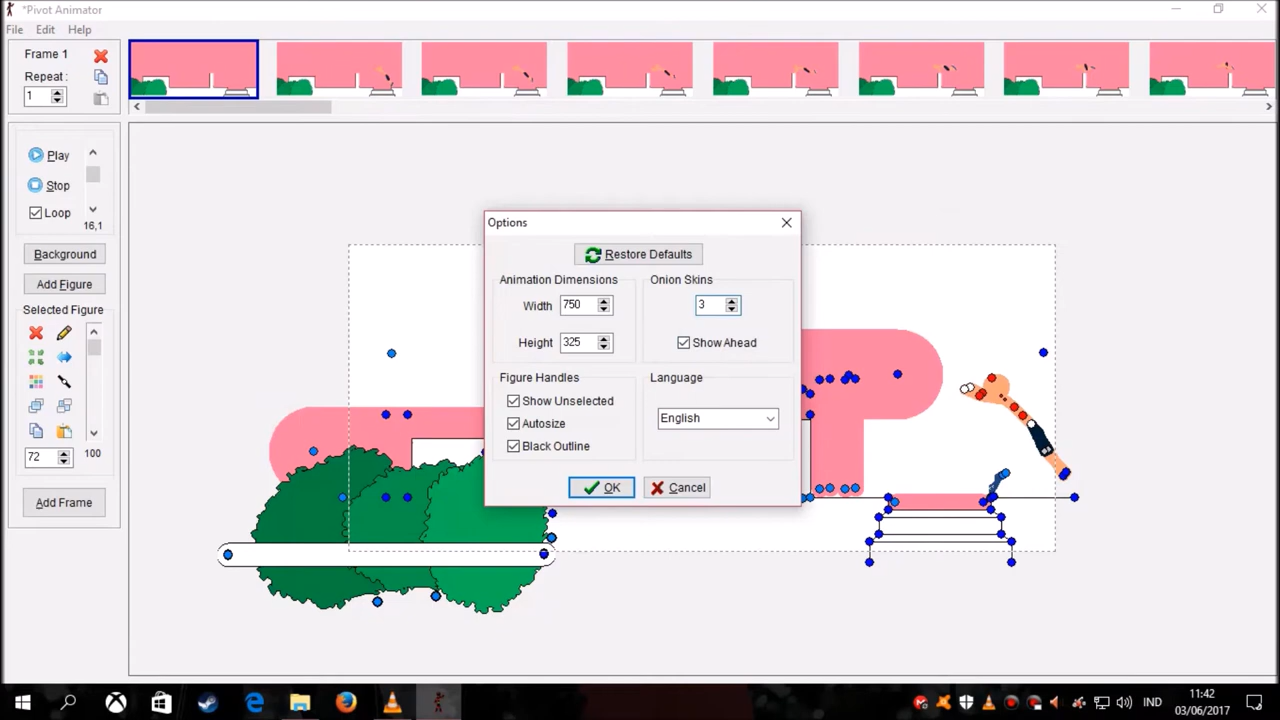 *Pivot Animator
File Edit Help
Frame 1
Repeat :
1
Play
Stop
Loop
16,1
Background
Add Figure
Selected Figure
72
100
Add Frame
Options
Restore Defaults
Animation Dimensions
Width 750
Height 325
Onion Skins
3
Show Ahead
Figure Handles
Show Unselected
Autosize
Black Outline
Language
English
OK
Cancel
IND
11:42
03/06/2017